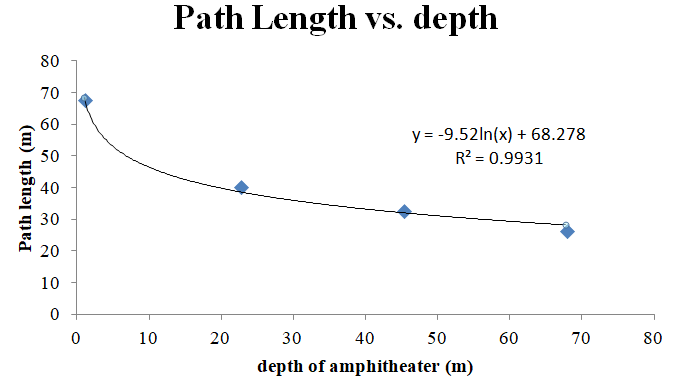 Path Length vs. depth
80
70
60
50
40
30
20
10
0
Path length (m)
y = -9.52ln(x) + 68.278
R² = 0.9931
0 10 20 30 40 50 60 70 80
depth of amphitheater (m)